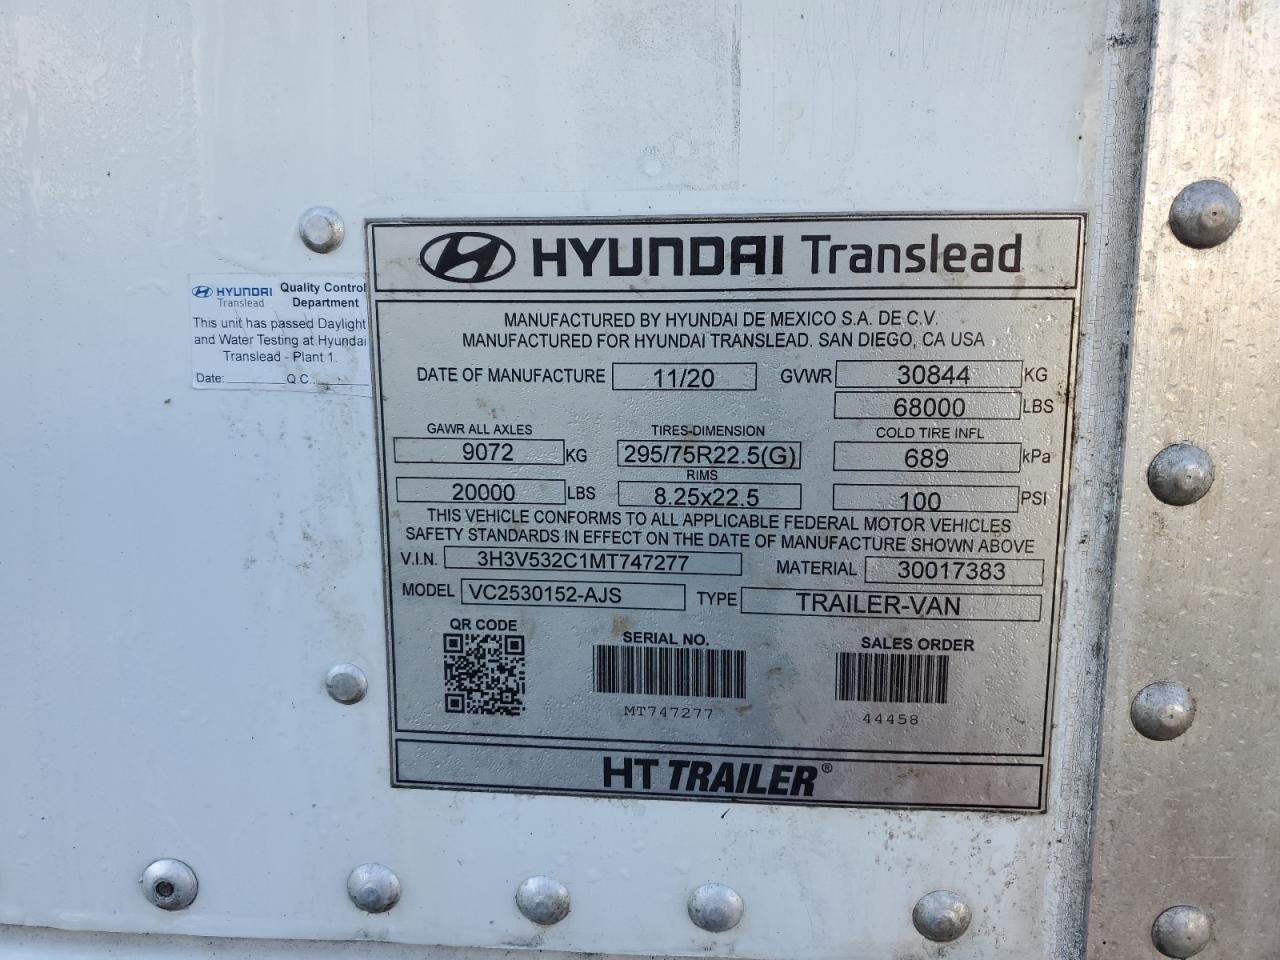 HYUNDAI Translead
HYUNDAI Translead
Quality Control
Department
This unit has passed Daylight
and Water Testing at Hyundai
Translead - Plant 1.
Date: Q C:
MANUFACTURED BY HYUNDAI DE MEXICO S.A. DE C.V.
MANUFACTURED FOR HYUNDAI TRANSLEAD. SAN DIEGO, CA USA
DATE OF MANUFACTURE 11/20 GVWR 30844 KG
68000 LBS
GAWR ALL AXLES TIRES-DIMENSION COLD TIRE INFL
9072 KG 295/75R22.5(G) 689 kPa
RIMS
20000 LBS 8.25x22.5 100 PSI
THIS VEHICLE CONFORMS TO ALL APPLICABLE FEDERAL MOTOR VEHICLES
SAFETY STANDARDS IN EFFECT ON THE DATE OF MANUFACTURE SHOWN ABOVE
V.I.N. 3H3V532C1MT747277 MATERIAL 30017383
MODEL VC2530152-AJS TYPE TRAILER-VAN
QR CODE SERIAL NO. SALES ORDER
MT747277 44458
HT TRAILER®